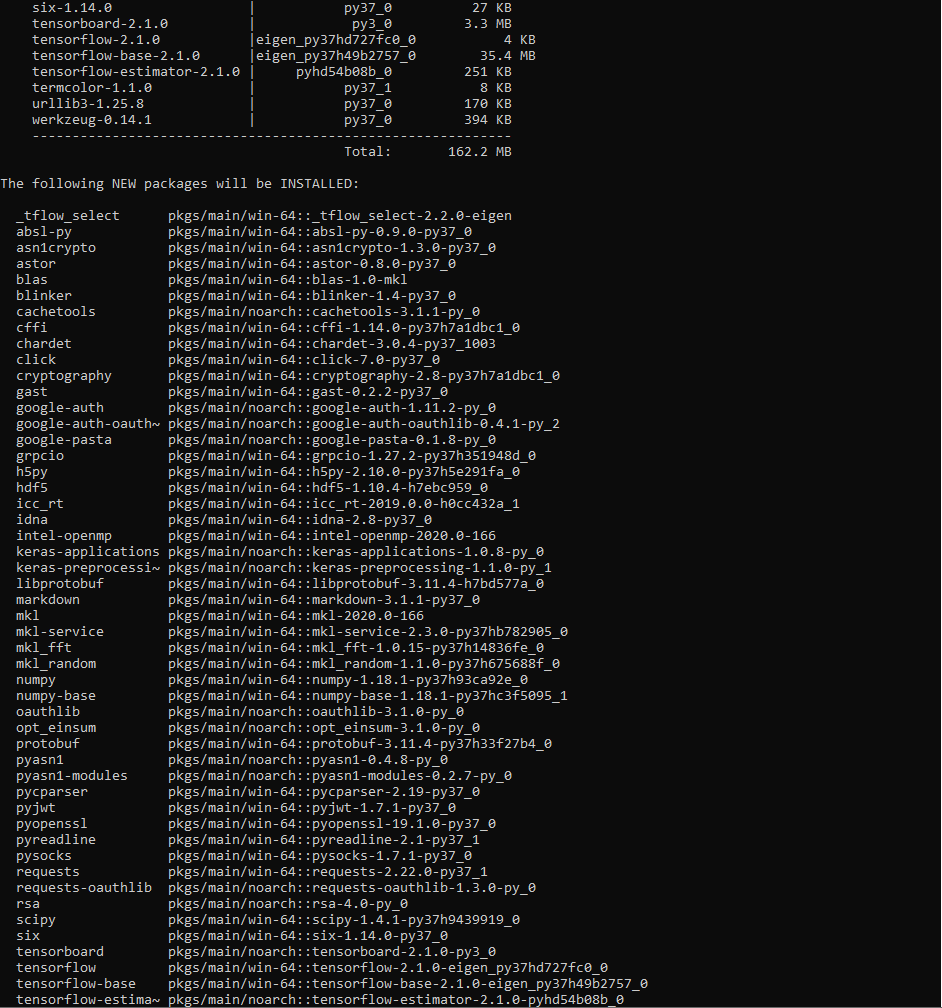 six-1.14.0 | py37_0 27 KB
tensorboard-2.1.0 | py3_0 3.3 MB
tensorflow-2.1.0 |eigen_py37hd727fc0_0 4 KB
tensorflow-base-2.1.0 |eigen_py37h49b2757_0 35.4 MB
tensorflow-estimator-2.1.0 | pyhd54b08b_0 251 KB
termcolor-1.1.0 | py37_1 8 KB
urllib3-1.25.8 | py37_0 170 KB
werkzeug-0.14.1 | py37_0 394 KB
------------------------------------------------------------
Total: 162.2 MB
The following NEW packages will be INSTALLED:
_tflow_select pkgs/main/win-64::_tflow_select-2.2.0-eigen
absl-py pkgs/main/win-64::absl-py-0.9.0-py37_0
asn1crypto pkgs/main/win-64::asn1crypto-1.3.0-py37_0
astor pkgs/main/win-64::astor-0.8.0-py37_0
blas pkgs/main/win-64::blas-1.0-mkl
blinker pkgs/main/win-64::blinker-1.4-py37_0
cachetools pkgs/main/noarch::cachetools-3.1.1-py_0
cffi pkgs/main/win-64::cffi-1.14.0-py37h7a1dbc1_0
chardet pkgs/main/win-64::chardet-3.0.4-py37_1003
click pkgs/main/win-64::click-7.0-py37_0
cryptography pkgs/main/win-64::cryptography-2.8-py37h7a1dbc1_0
gast pkgs/main/win-64::gast-0.2.2-py37_0
google-auth pkgs/main/noarch::google-auth-1.11.2-py_0
google-auth-oauth~ pkgs/main/noarch::google-auth-oauthlib-0.4.1-py_2
google-pasta pkgs/main/noarch::google-pasta-0.1.8-py_0
grpcio pkgs/main/win-64::grpcio-1.27.2-py37h351948d_0
h5py pkgs/main/win-64::h5py-2.10.0-py37h5e291fa_0
hdf5 pkgs/main/win-64::hdf5-1.10.4-h7ebc959_0
icc_rt pkgs/main/win-64::icc_rt-2019.0.0-h0cc432a_1
idna pkgs/main/win-64::idna-2.8-py37_0
intel-openmp pkgs/main/win-64::intel-openmp-2020.0-166
keras-applications pkgs/main/noarch::keras-applications-1.0.8-py_0
keras-preprocessi~ pkgs/main/noarch::keras-preprocessing-1.1.0-py_1
libprotobuf pkgs/main/win-64::libprotobuf-3.11.4-h7bd577a_0
markdown pkgs/main/win-64::markdown-3.1.1-py37_0
mkl pkgs/main/win-64::mkl-2020.0-166
mkl-service pkgs/main/win-64::mkl-service-2.3.0-py37hb782905_0
mkl_fft pkgs/main/win-64::mkl_fft-1.0.15-py37h14836fe_0
mkl_random pkgs/main/win-64::mkl_random-1.1.0-py37h675688f_0
numpy pkgs/main/win-64::numpy-1.18.1-py37h93ca92e_0
numpy-base pkgs/main/win-64::numpy-base-1.18.1-py37hc3f5095_1
oauthlib pkgs/main/noarch::oauthlib-3.1.0-py_0
opt_einsum pkgs/main/noarch::opt_einsum-3.1.0-py_0
protobuf pkgs/main/win-64::protobuf-3.11.4-py37h33f27b4_0
pyasn1 pkgs/main/noarch::pyasn1-0.4.8-py_0
pyasn1-modules pkgs/main/noarch::pyasn1-modules-0.2.7-py_0
pycparser pkgs/main/win-64::pycparser-2.19-py37_0
pyjwt pkgs/main/win-64::pyjwt-1.7.1-py37_0
pyopenssl pkgs/main/win-64::pyopenssl-19.1.0-py37_0
pyreadline pkgs/main/win-64::pyreadline-2.1-py37_1
pysocks pkgs/main/win-64::pysocks-1.7.1-py37_0
requests pkgs/main/win-64::requests-2.22.0-py37_1
requests-oauthlib pkgs/main/noarch::requests-oauthlib-1.3.0-py_0
rsa pkgs/main/noarch::rsa-4.0-py_0
scipy pkgs/main/win-64::scipy-1.4.1-py37h9439919_0
six pkgs/main/win-64::six-1.14.0-py37_0
tensorboard pkgs/main/noarch::tensorboard-2.1.0-py3_0
tensorflow pkgs/main/win-64::tensorflow-2.1.0-eigen_py37hd727fc0_0
tensorflow-base pkgs/main/win-64::tensorflow-base-2.1.0-eigen_py37h49b2757_0
tensorflow-estima~ pkgs/main/noarch::tensorflow-estimator-2.1.0-pyhd54b08b_0